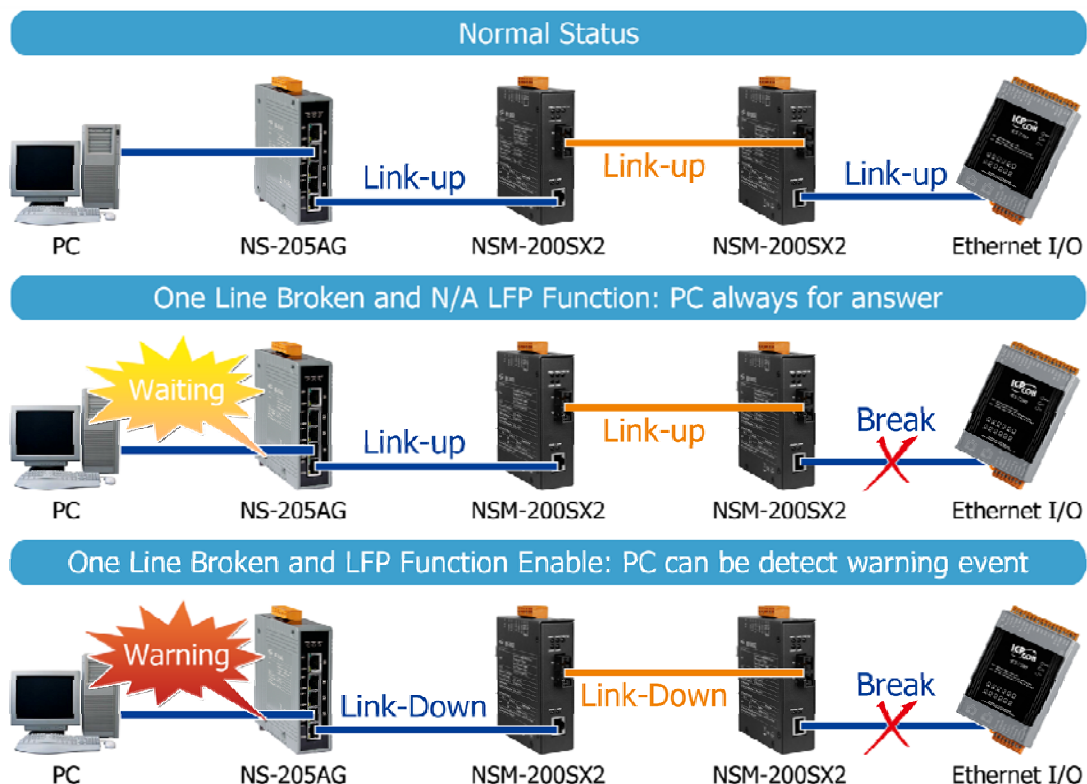 Normal Status
Link-up
Link-up
Link-up
PC
NS-205AG
NSM-200SX2
NSM-200SX2
Ethernet I/O
One Line Broken and N/A LFP Function: PC always for answer
Waiting
Link-up
Link-up
Break
PC
NS-205AG
NSM-200SX2
NSM-200SX2
Ethernet I/O
One Line Broken and LFP Function Enable: PC can be detect warning event
Warning
Link-Down
Link-Down
Break
PC
NS-205AG
NSM-200SX2
NSM-200SX2
Ethernet I/O